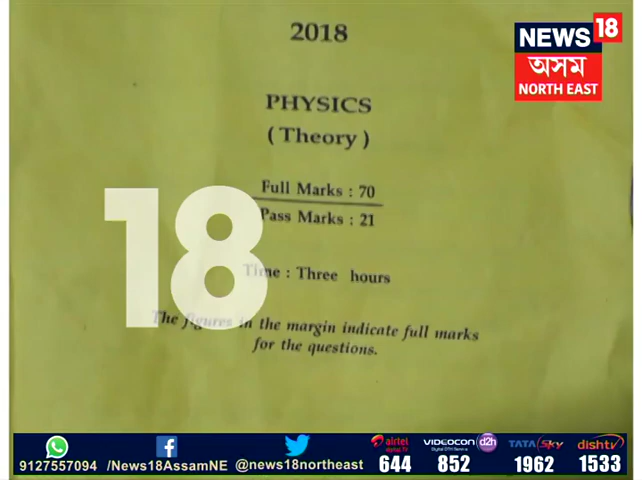 2018
NEWS 18
অসম
NORTH EAST
PHYSICS
( Theory )
Full Marks : 70
Pass Marks : 21
18
Time : Three hours
The figures in the margin indicate full marks
for the questions.
9127557094 /News18AssamNE @news18northeast
airtel digital TV 644
VIDEOCON d2h 852
TATA Sky 1962
dishtv 1533